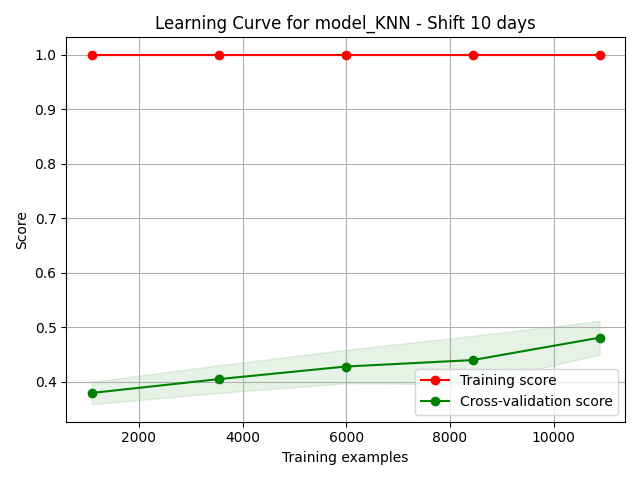 Learning Curve for model_KNN - Shift 10 days
Score
1.0
0.9
0.8
0.7
0.6
0.5
0.4
2000
4000
6000
8000
10000
Training examples
Training score
Cross-validation score